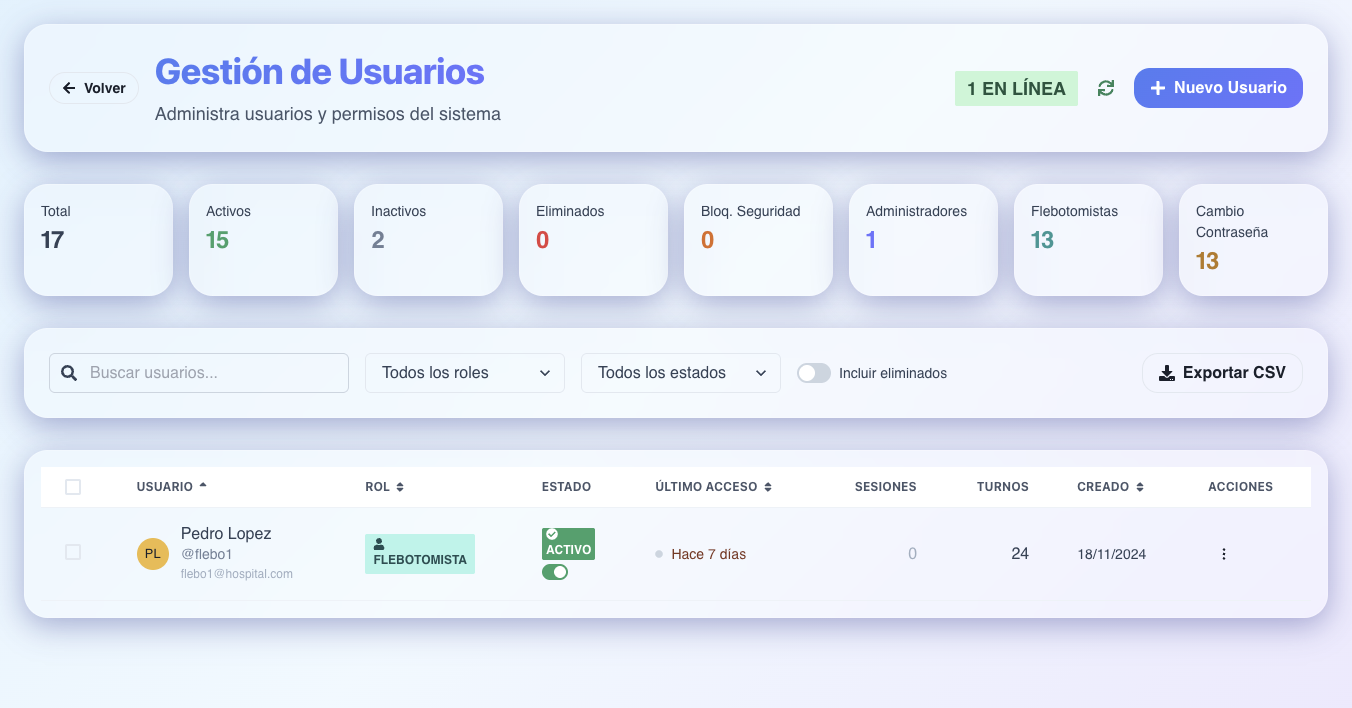 Volver
Gestión de Usuarios
Administra usuarios y permisos del sistema
1 EN LÍNEA
Nuevo Usuario
Total
17
Activos
15
Inactivos
2
Eliminados
0
Bloq. Seguridad
0
Administradores
1
Flebotomistas
13
Cambio
Contraseña
13
Buscar usuarios...
Todos los roles
Todos los estados
Incluir eliminados
Exportar CSV
USUARIO ROL ESTADO ÚLTIMO ACCESO SESIONES TURNOS CREADO ACCIONES
PL
Pedro Lopez
@flebo1
flebo1@hospital.com
FLEBOTOMISTA
ACTIVO
Hace 7 días
0
24
18/11/2024